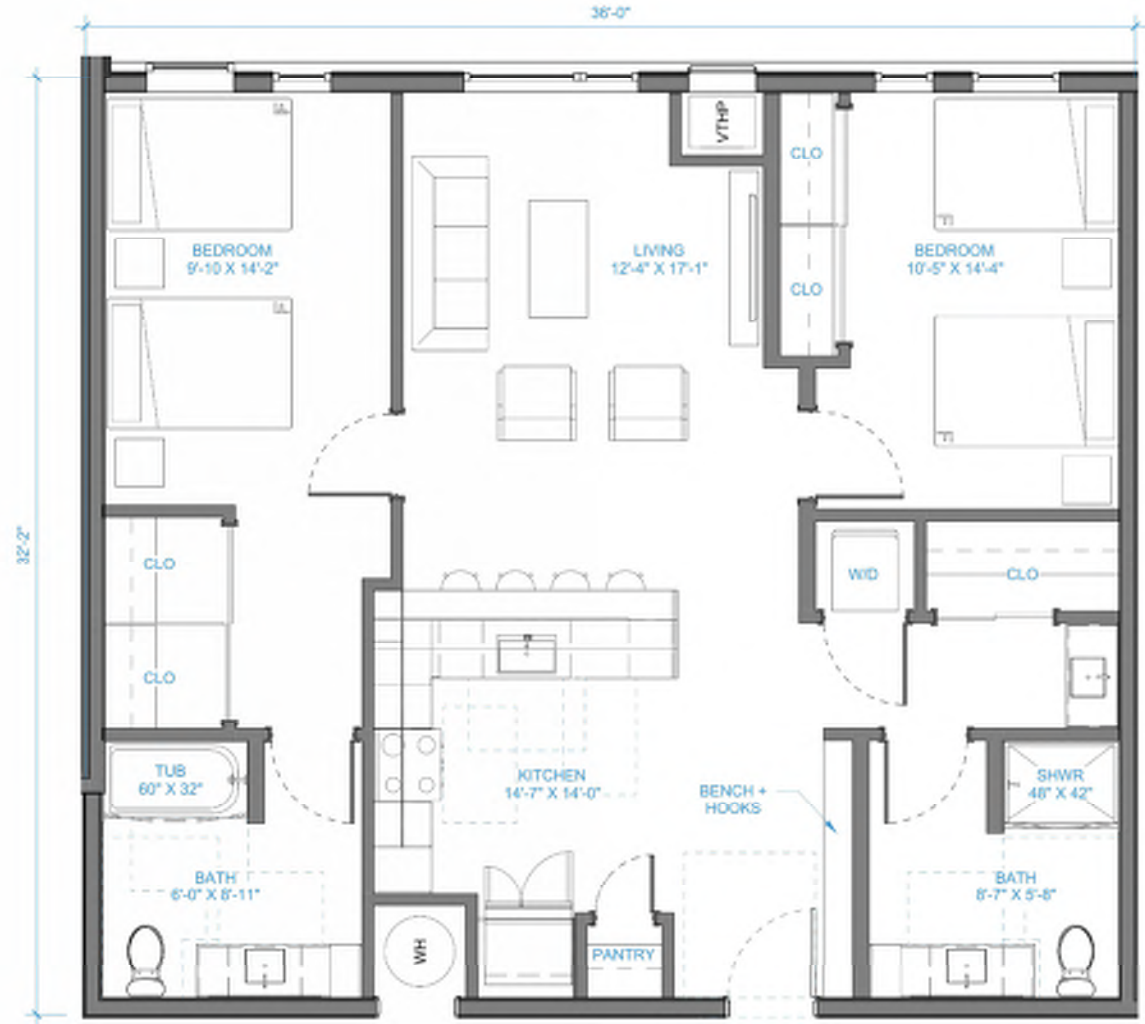 36'-0"
VTHP
CLO
BEDROOM
9'-10 X 14'-2"
LIVING
12'-4" X 17'-1"
BEDROOM
10'-5" X 14'-4"
CLO
32'-2"
CLO
W/D
CLO
CLO
TUB
60" X 32"
KITCHEN
14'-7" X 14'-0"
BENCH +
HOOKS
SHWR
48" X 42"
BATH
6'-0" X 8'-11"
BATH
8'-7" X 5'-8"
WH
PANTRY